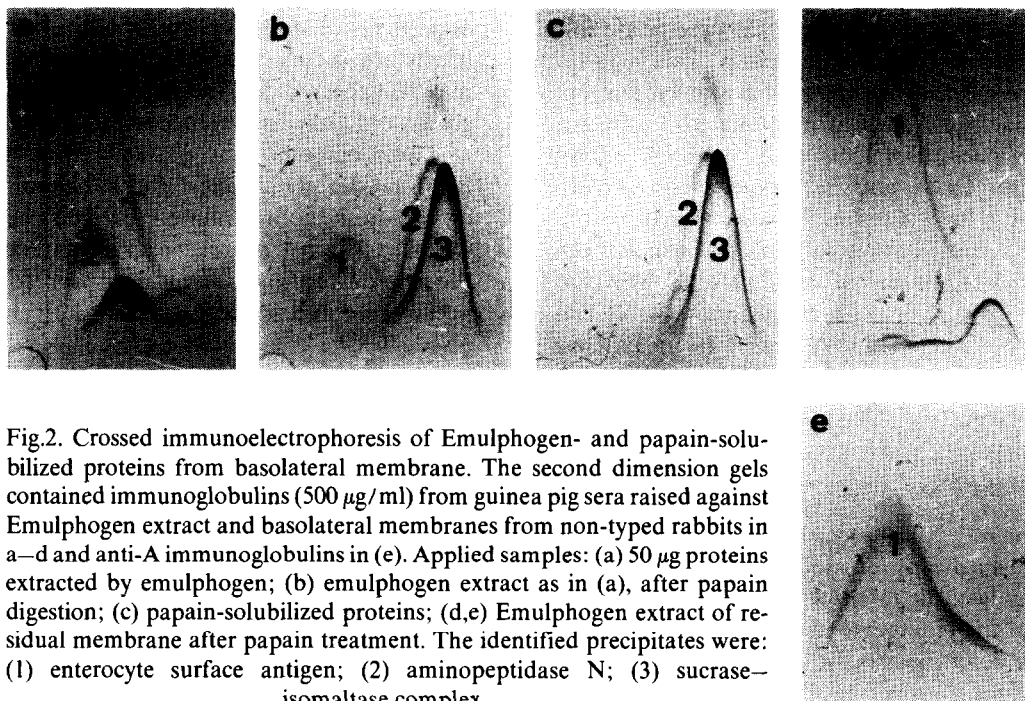 b
c
2
3
2
3
1
e
1
Fig.2. Crossed immunoelectrophoresis of Emulphogen- and papain-solu-
bilized proteins from basolateral membrane. The second dimension gels
contained immunoglobulins (500 μg/ml) from guinea pig sera raised against
Emulphogen extract and basolateral membranes from non-typed rabbits in
a–d and anti-A immunoglobulins in (e). Applied samples: (a) 50 μg proteins
extracted by emulphogen; (b) emulphogen extract as in (a), after papain
digestion; (c) papain-solubilized proteins; (d,e) Emulphogen extract of re-
sidual membrane after papain treatment. The identified precipitates were:
(1) enterocyte surface antigen; (2) aminopeptidase N; (3) sucrase–
isomaltase complex